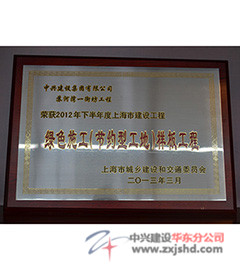 中兴建设集团有限公司
苏河湾一街坊工程
荣获2012年下半年度上海市建设工程
绿色施工(节约型工地)样板工程
上海市城乡建设和交通委员会
二〇一三年三月
中兴建设华东分公司
www.zxjshd.com